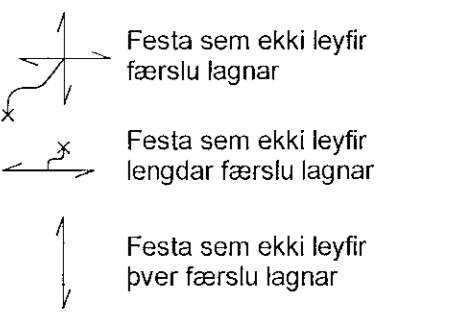 Festa sem ekki leyfir
færslu lagnar
Festa sem ekki leyfir
lengdar færslu lagnar
Festa sem ekki leyfir
þver færslu lagnar